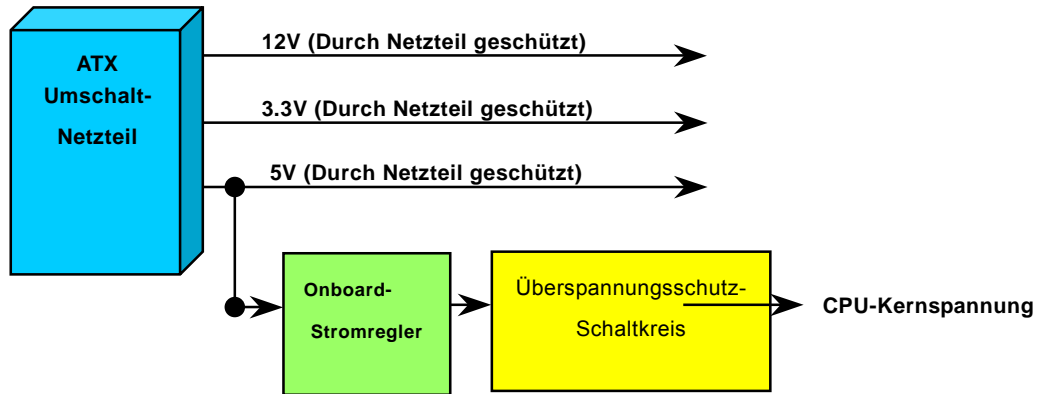 ATX
Umschalt-
Netzteil
12V (Durch Netzteil geschützt)
3.3V (Durch Netzteil geschützt)
5V (Durch Netzteil geschützt)
Onboard-
Stromregler
Überspannungsschutz-
Schaltkreis
CPU-Kernspannung